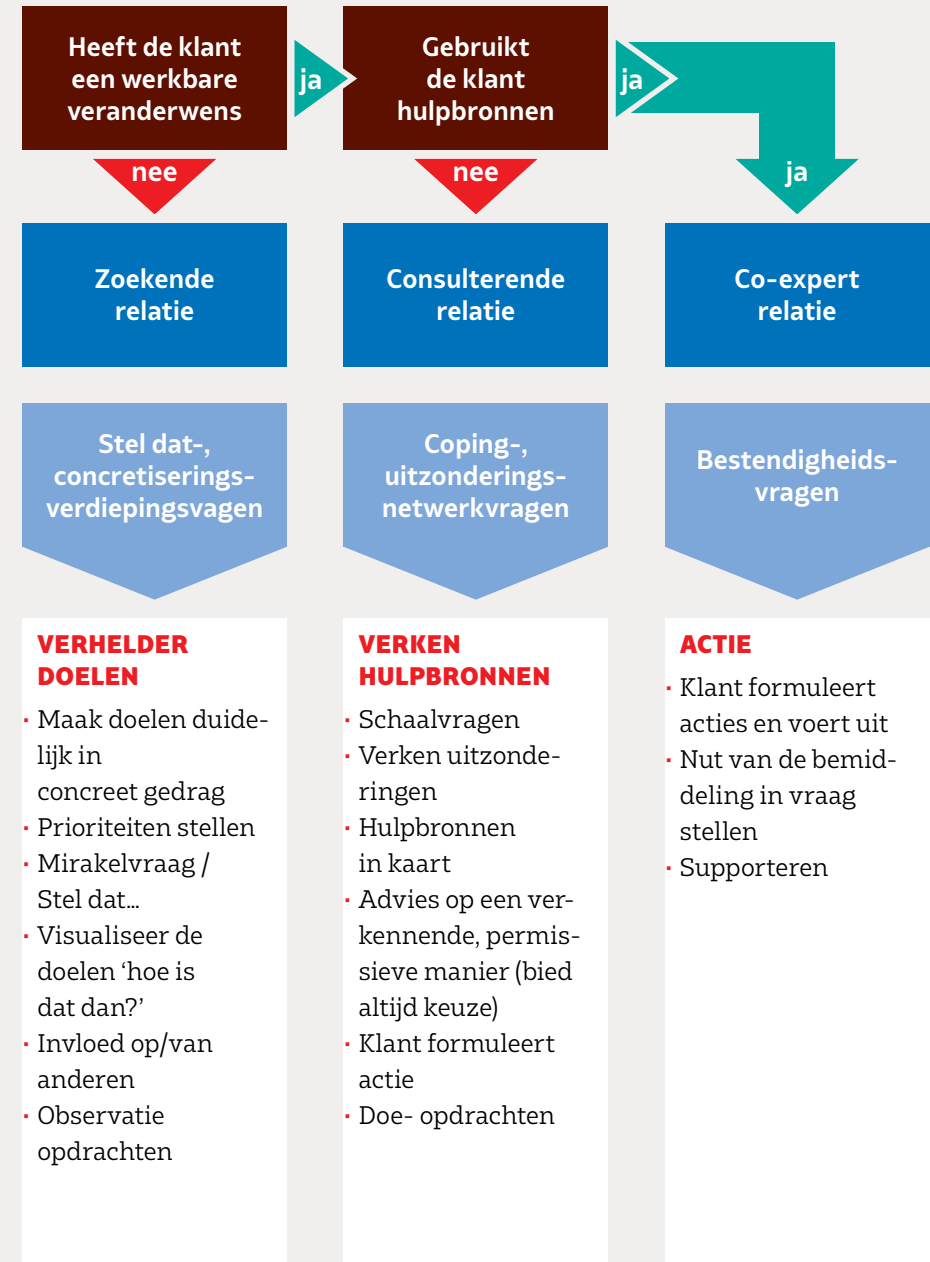 Heeft de klant
een werkbare
veranderwens
ja
Gebruikt
de klant
hulpbronnen
ja
nee
nee
ja
Zoekende
relatie
Consulterende
relatie
Co-expert
relatie
Stel dat-,
concretiserings-
verdiepingsvagen
Coping-,
uitzonderings-
netwerkvragen
Bestendigheids-
vragen
VERHELDER
DOELEN
· Maak doelen duide-
lijk in
concreet gedrag
· Prioriteiten stellen
· Mirakelvraag /
Stel dat…
· Visualiseer de
doelen ‘hoe is
dat dan?’
· Invloed op/van
anderen
· Observatie
opdrachten
VERKEN
HULPBRONNEN
· Schaalvragen
· Verken uitzonde-
ringen
· Hulpbronnen
in kaart
· Advies op een ver-
kennende, permis-
sieve manier (bied
altijd keuze)
· Klant formuleert
actie
· Doe- opdrachten
ACTIE
· Klant formuleert
acties en voert uit
· Nut van de bemid-
deling in vraag
stellen
· Supporteren